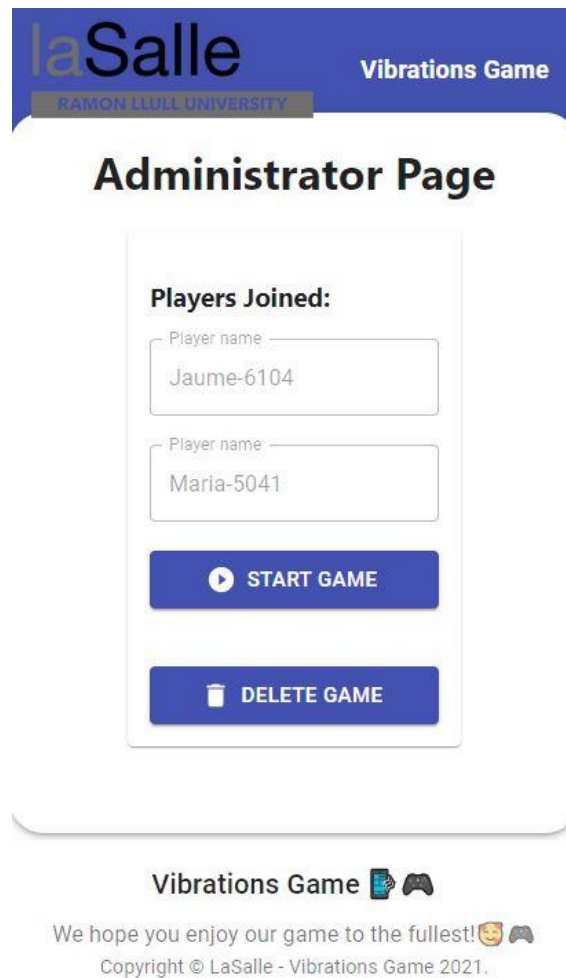 laSalle
RAMON LLULL UNIVERSITY
Vibrations Game
Administrator Page
Players Joined:
Player name
Jaume-6104
Player name
Maria-5041
START GAME
DELETE GAME
Vibrations Game 📲🎮
We hope you enjoy our game to the fullest!🥰🎮
Copyright © LaSalle - Vibrations Game 2021.